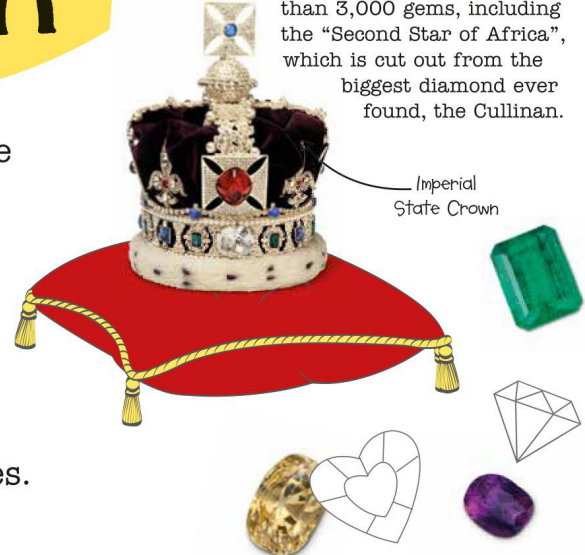 than 3,000 gems, including
the “Second Star of Africa”,
which is cut out from the
biggest diamond ever
found, the Cullinan.
Imperial
State Crown